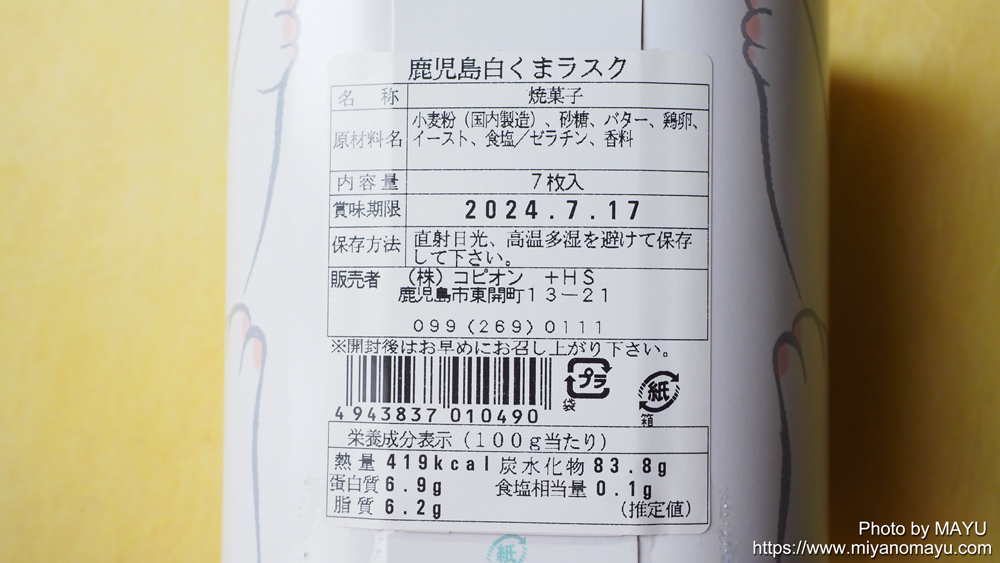 鹿児島白くまラスク
名 称 焼菓子
原材料名 小麦粉（国内製造）、砂糖、バター、鶏卵、
イースト、食塩／ゼラチン、香料
内容量 7枚入
賞味期限 2024.7.17
保存方法 直射日光、高温多湿を避けて保存
して下さい。
販売者 （株）コピオン ＋HS
鹿児島市東開町13－21
099(269)0111
※開封後はお早めにお召し上がり下さい。
プラ
袋
紙
箱
4943837 010490
栄養成分表示（100g当たり）
熱量 419kcal 炭水化物 83.8g
蛋白質 6.9g 食塩相当量 0.1g
脂質 6.2g （推定値）
紙
Photo by MAYU
https://www.miyanomayu.com/